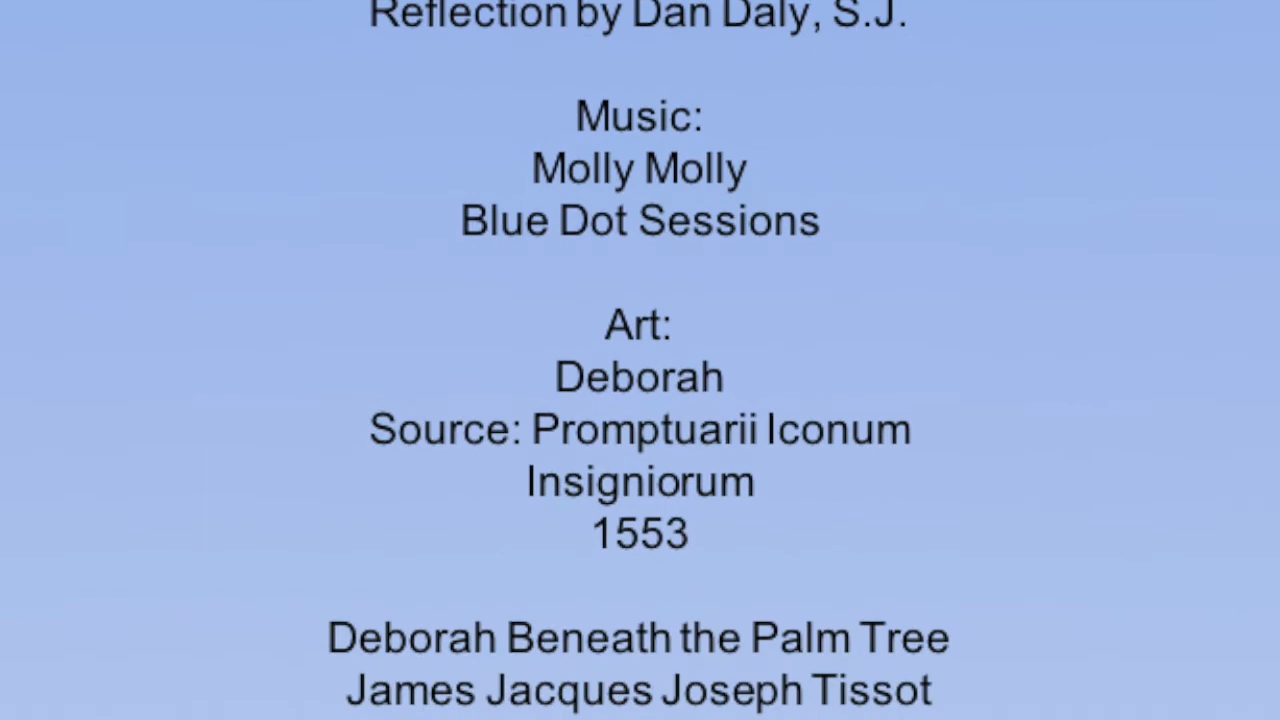 Reflection by Dan Daly, S.J.
Music:
Molly Molly
Blue Dot Sessions
Art:
Deborah
Source: Promptuarii Iconum
Insigniorum
1553
Deborah Beneath the Palm Tree
James Jacques Joseph Tissot